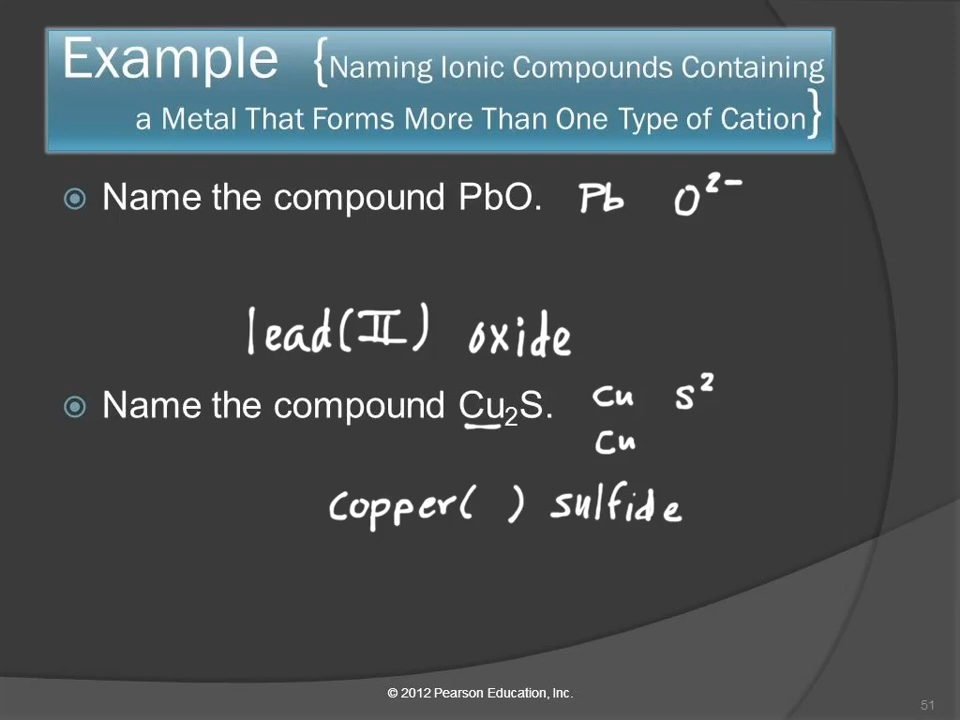 Example {Naming Ionic Compounds Containing
a Metal That Forms More Than One Type of Cation}
Name the compound PbO. Pb O²⁻
lead(II) oxide
Name the compound Cu₂S. Cu S²
Cu
copper( ) sulfide
© 2012 Pearson Education, Inc.
51